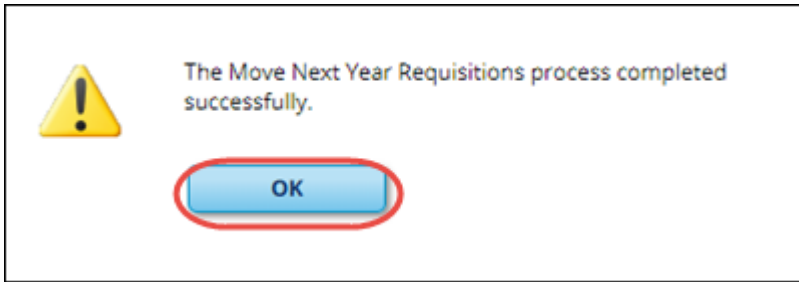 The Move Next Year Requisitions process completed
successfully.
OK